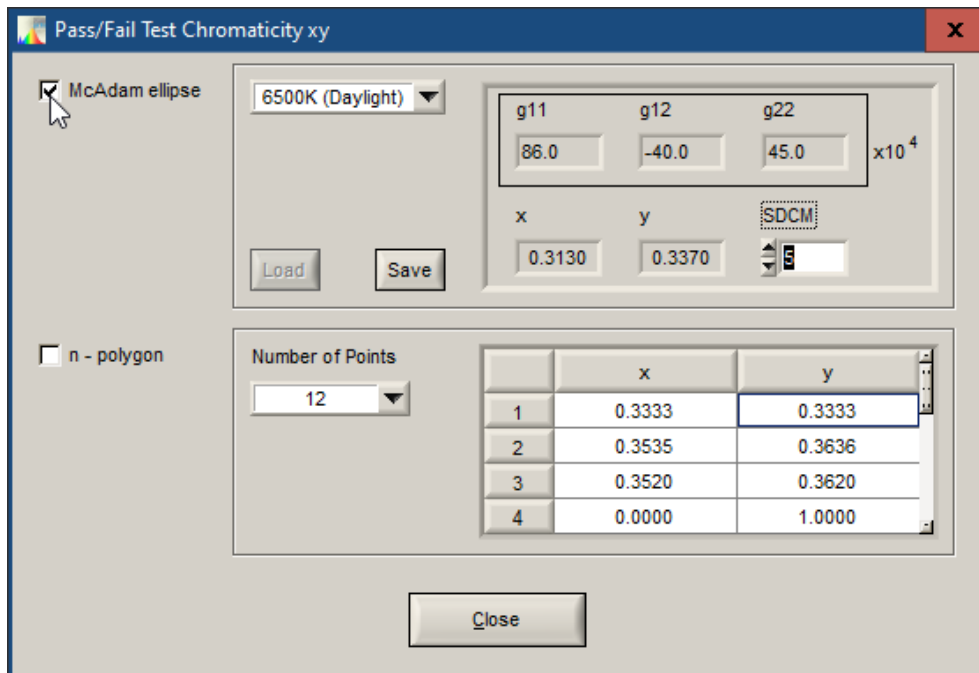 Pass/Fail Test Chromaticity xy
x
McAdam ellipse
6500K (Daylight)
g11 g12 g22
86.0 -40.0 45.0 x10 4
x y SDCM
0.3130 0.3370 5
Load Save
n - polygon
Number of Points
12
x y
1 0.3333 0.3333
2 0.3535 0.3636
3 0.3520 0.3620
4 0.0000 1.0000
Close